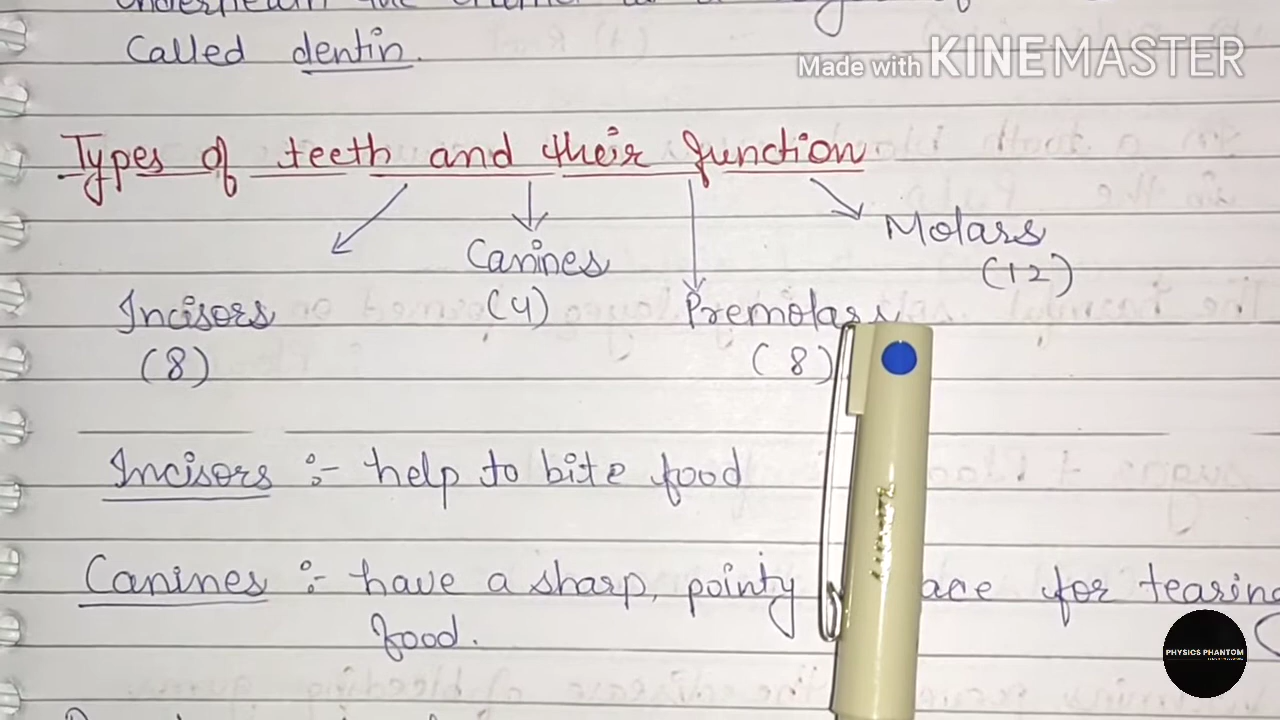 called dentin.
Made with KINEMASTER
Types of teeth and their function
Molars
(12)
Canines
(4)
Incisors
(8)
Premolars
(8)
Incisors :- help to bite food
Canines :- have a sharp, pointy ace for tearing
food.
PHYSICS PHANTOM